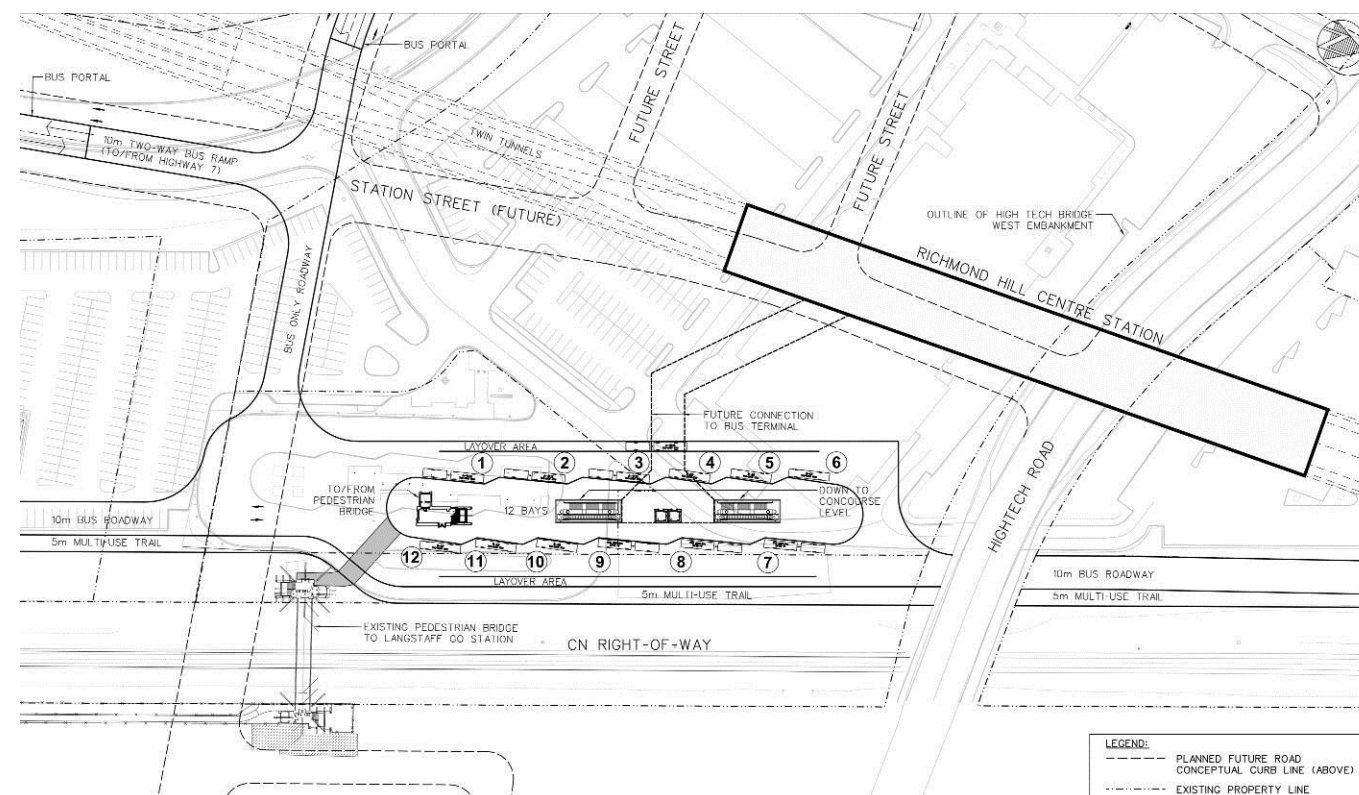 BUS PORTAL
BUS PORTAL
10m TWO-WAY BUS RAMP
(TO/FROM HIGHWAY 7)
TWIN TUNNELS
FUTURE STREET
FUTURE STREET
STATION STREET (FUTURE)
OUTLINE OF HIGH TECH BRIDGE
WEST EMBANKMENT
RICHMOND HILL CENTRE STATION
BUS ONLY ROADWAY
FUTURE CONNECTION
TO BUS TERMINAL
HIGHTECH ROAD
LAYOVER AREA
1
2
3
4
5
6
TO/FROM
PEDESTRIAN
BRIDGE
12 BAYS
DOWN TO
CONCOURSE
LEVEL
10m BUS ROADWAY
5m MULTI-USE TRAIL
12
11
10
9
8
7
LAYOVER AREA
5m MULTI-USE TRAIL
10m BUS ROADWAY
5m MULTI-USE TRAIL
EXISTING PEDESTRIAN BRIDGE
TO LANGSTAFF GO STATION
CN RIGHT-OF-WAY
LEGEND:
PLANNED FUTURE ROAD
CONCEPTUAL CURB LINE (ABOVE)
EXISTING PROPERTY LINE